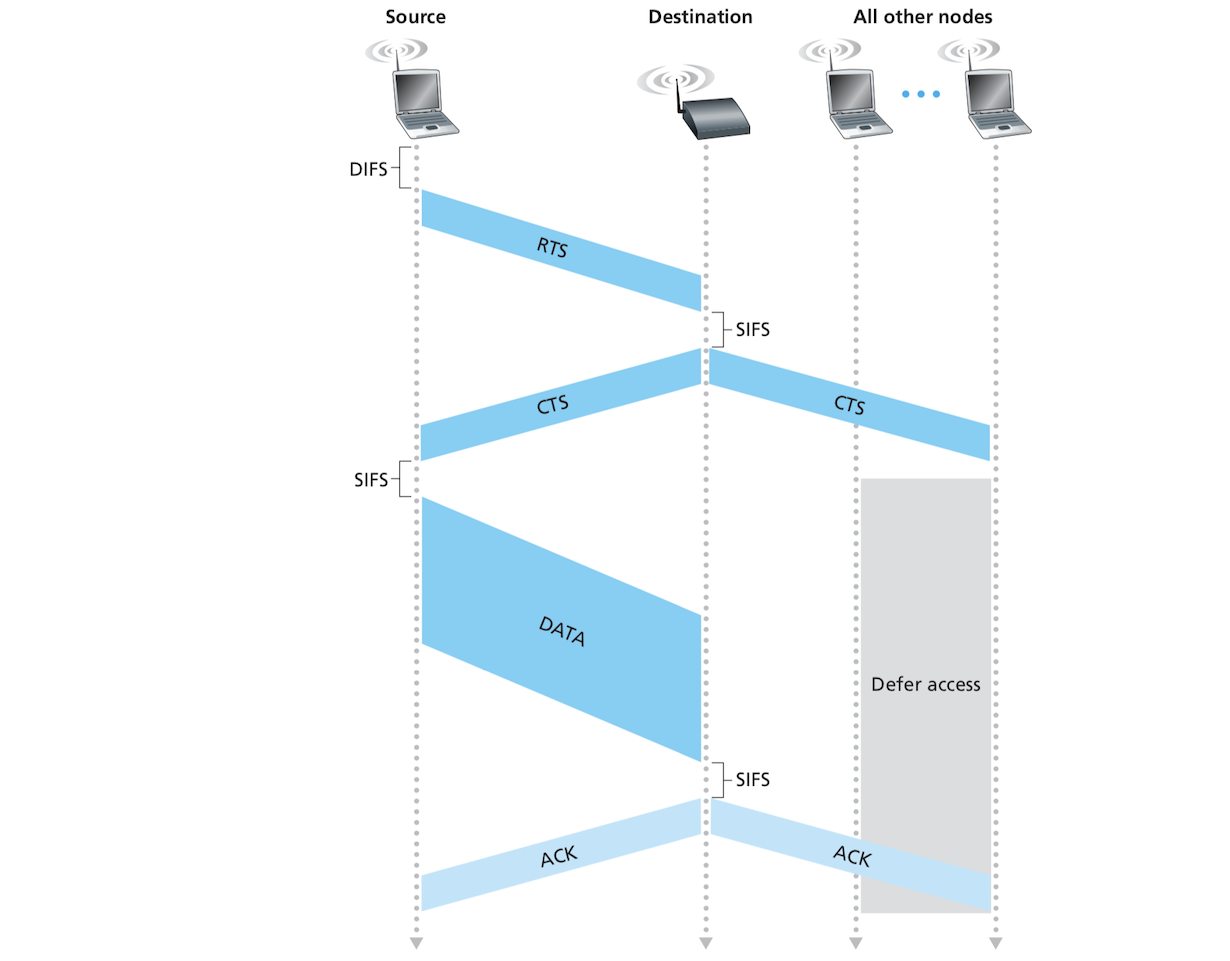 Source
Destination
All other nodes
DIFS
RTS
SIFS
CTS
CTS
SIFS
DATA
Defer access
SIFS
ACK
ACK